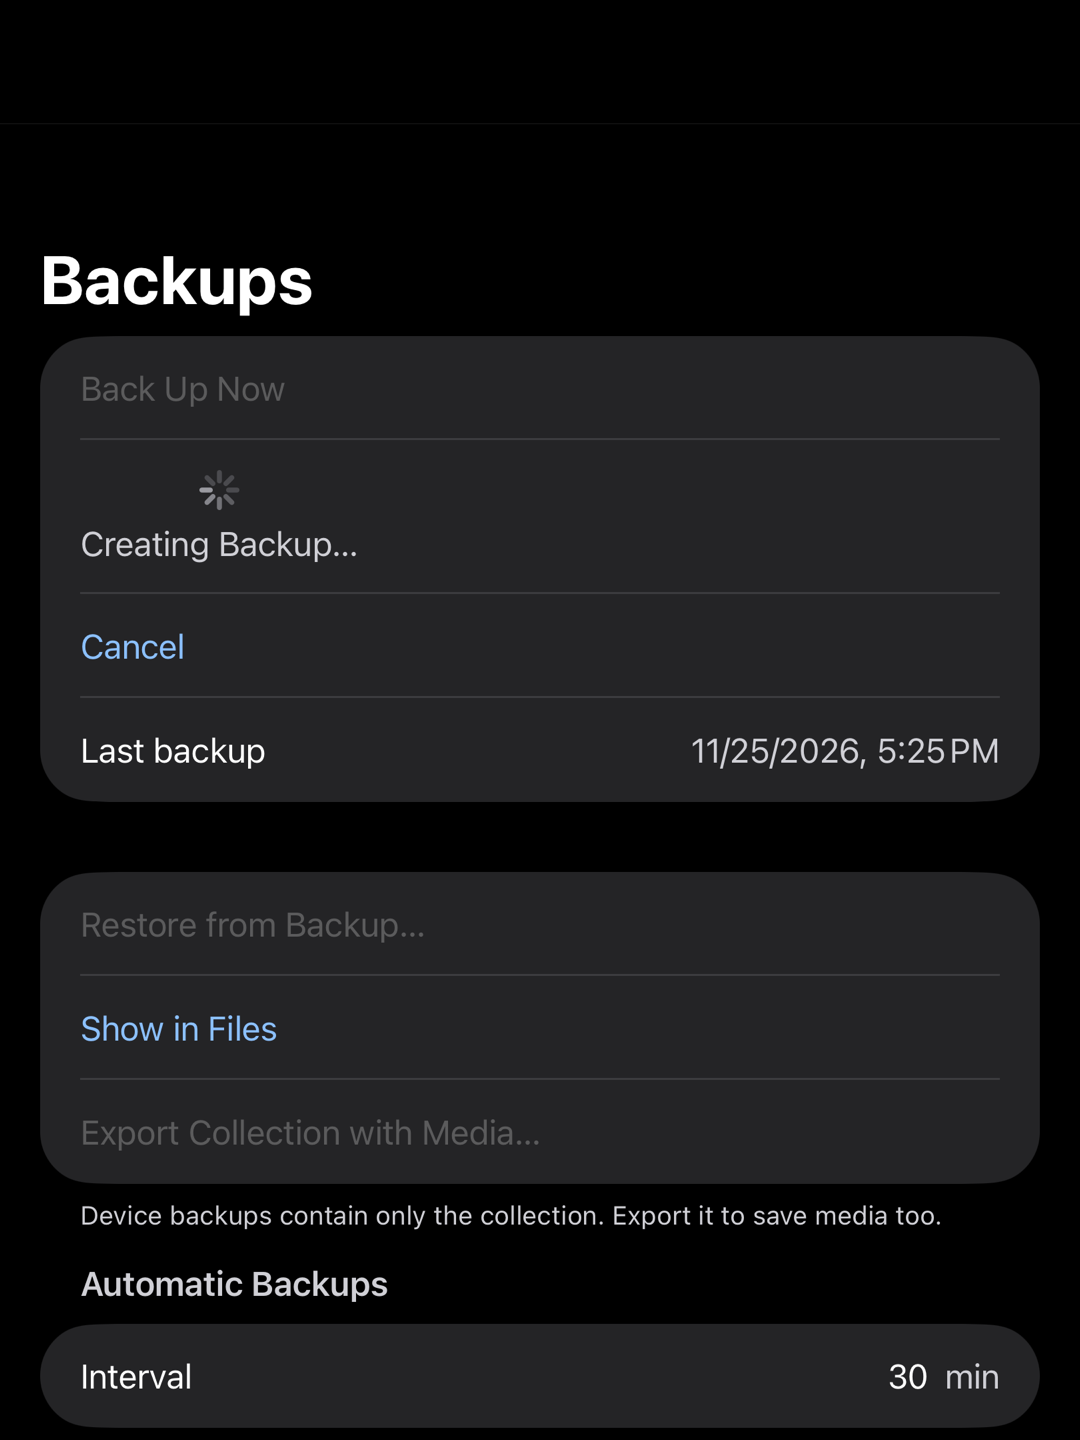 Backups
Back Up Now
Creating Backup...
Cancel
Last backup 11/25/2026, 5:25 PM
Restore from Backup...
Show in Files
Export Collection with Media...
Device backups contain only the collection. Export it to save media too.
Automatic Backups
Interval 30 min